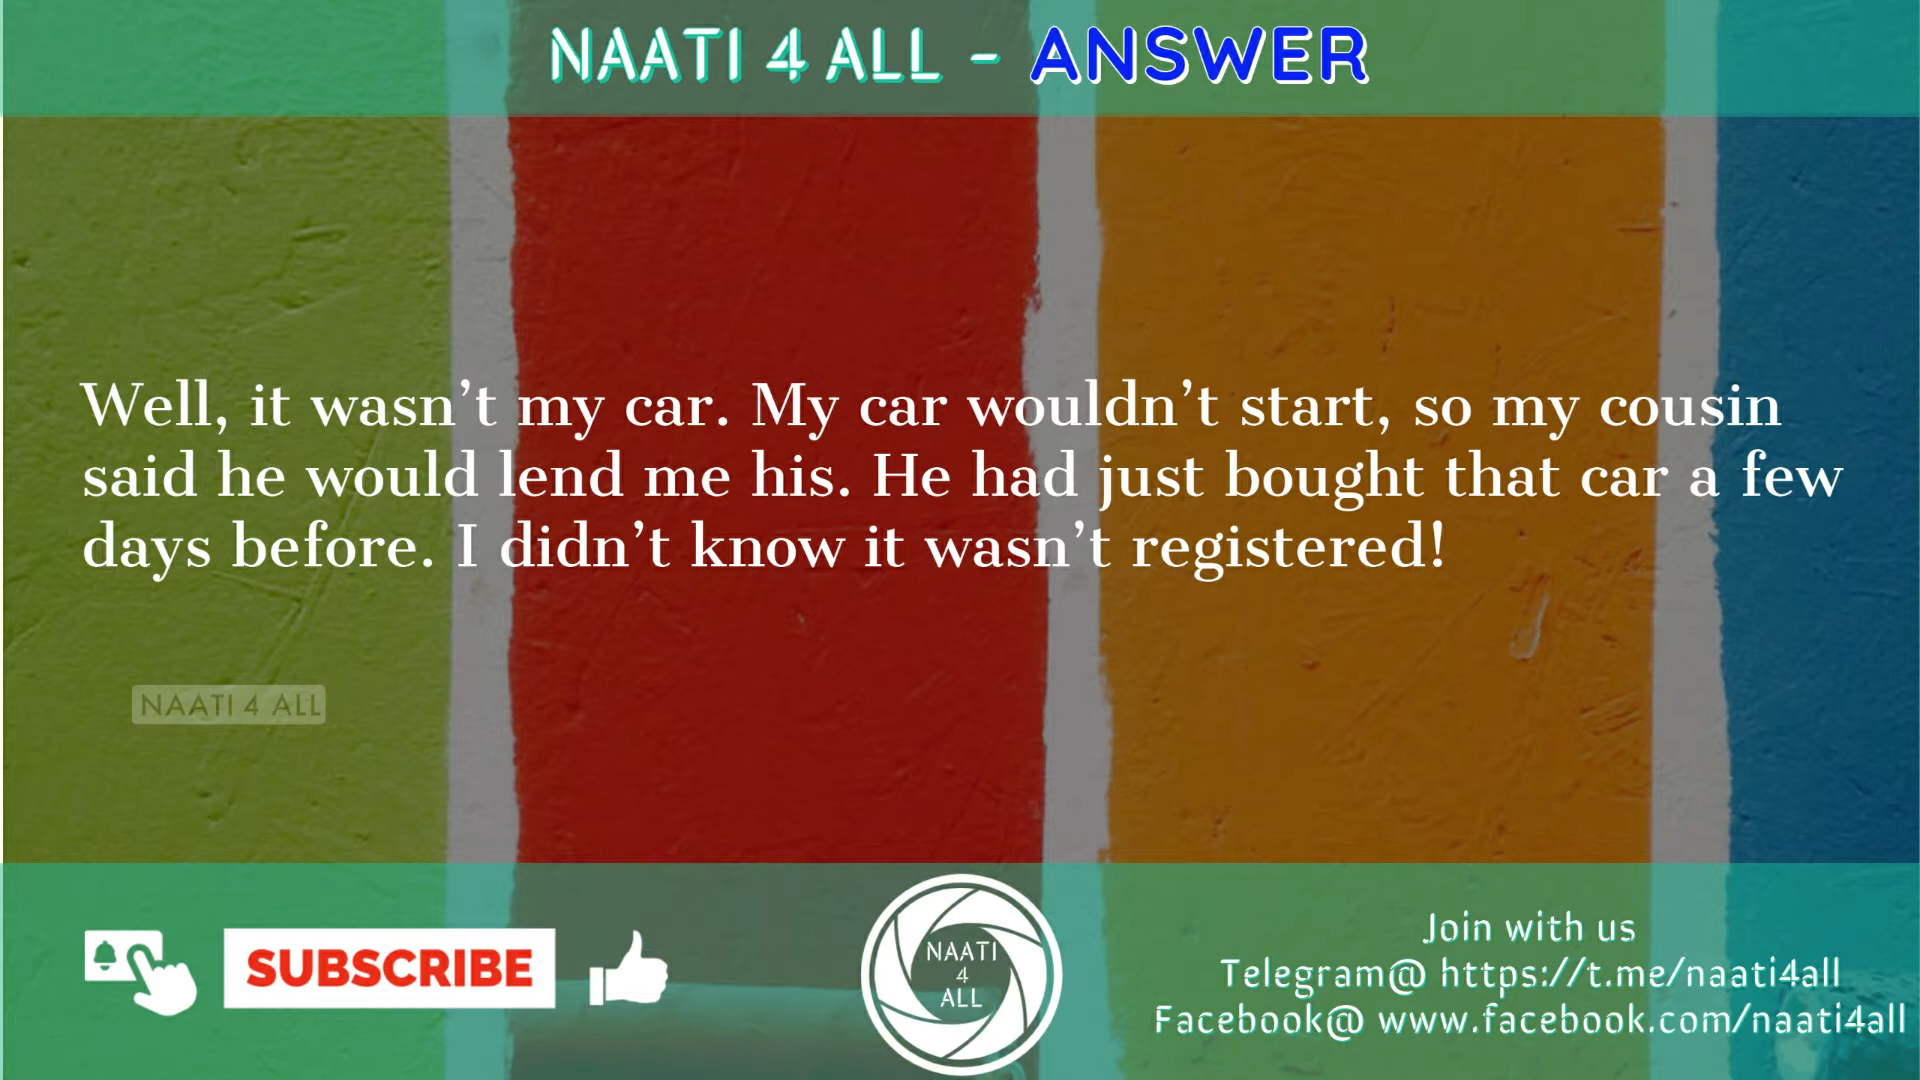 NAATI 4 ALL - ANSWER
Well, it wasn’t my car. My car wouldn’t start, so my cousin
said he would lend me his. He had just bought that car a few
days before. I didn’t know it wasn’t registered!
NAATI 4 ALL
SUBSCRIBE
NAATI
4
ALL
Join with us
Telegram@ https://t.me/naati4all
Facebook@ www.facebook.com/naati4all